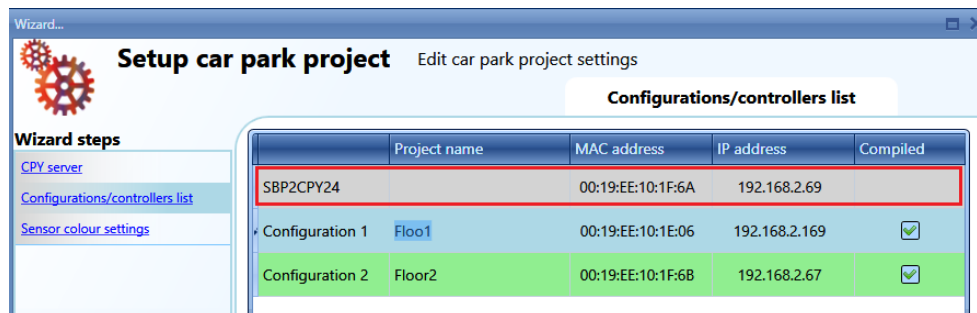 Wizard...
Setup car park project Edit car park project settings
Configurations/controllers list
Wizard steps
CPY server
Configurations/controllers list
Sensor colour settings
Project name MAC address IP address Compiled
SBP2CPY24 00:19:EE:10:1F:6A 192.168.2.69
Configuration 1 Floo1 00:19:EE:10:1E:06 192.168.2.169
Configuration 2 Floor2 00:19:EE:10:1F:6B 192.168.2.67